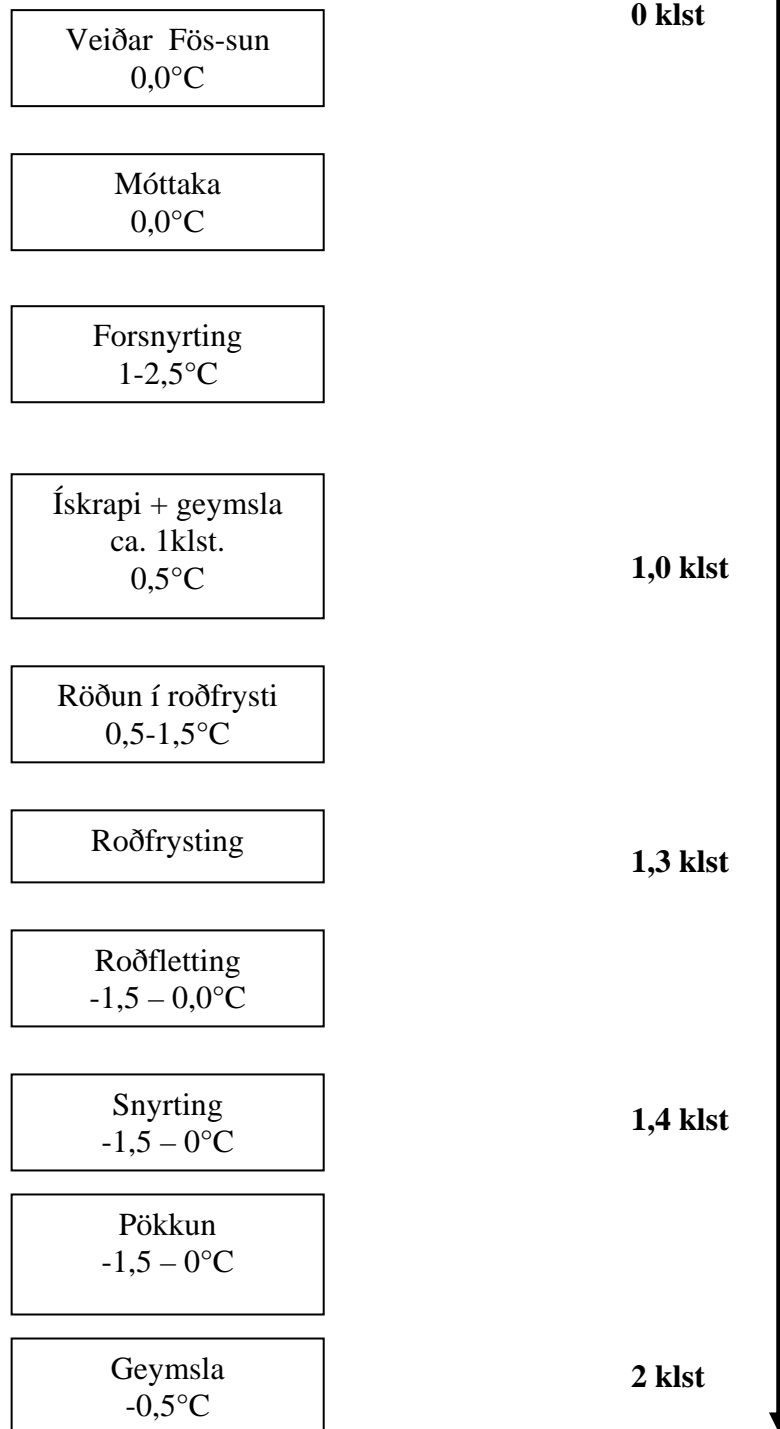 0 klst
Veiðar Fös-sun
0,0°C
Móttaka
0,0°C
Forsnyrting
1-2,5°C
Ískrapi + geymsla
ca. 1klst.
0,5°C
1,0 klst
Röðun í roðfrysti
0,5-1,5°C
Roðfrysting
1,3 klst
Roðfletting
-1,5 – 0,0°C
Snyrting
-1,5 – 0°C
1,4 klst
Pökkun
-1,5 – 0°C
Geymsla
-0,5°C
2 klst